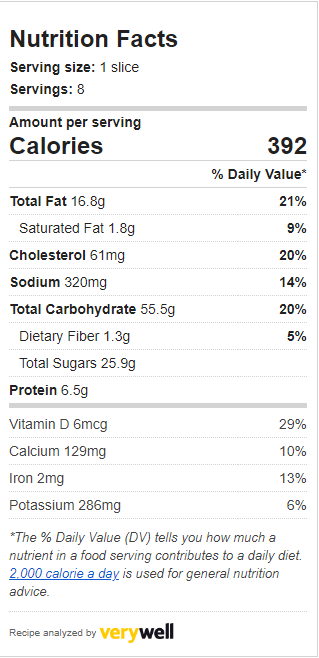 Nutrition Facts
Serving size: 1 slice
Servings: 8
Amount per serving
Calories 392
% Daily Value*
Total Fat 16.8g 21%
Saturated Fat 1.8g 9%
Cholesterol 61mg 20%
Sodium 320mg 14%
Total Carbohydrate 55.5g 20%
Dietary Fiber 1.3g 5%
Total Sugars 25.9g
Protein 6.5g
Vitamin D 6mcg 29%
Calcium 129mg 10%
Iron 2mg 13%
Potassium 286mg 6%
*The % Daily Value (DV) tells you how much a
nutrient in a food serving contributes to a daily diet.
2,000 calorie a day is used for general nutrition
advice.
Recipe analyzed by verywell